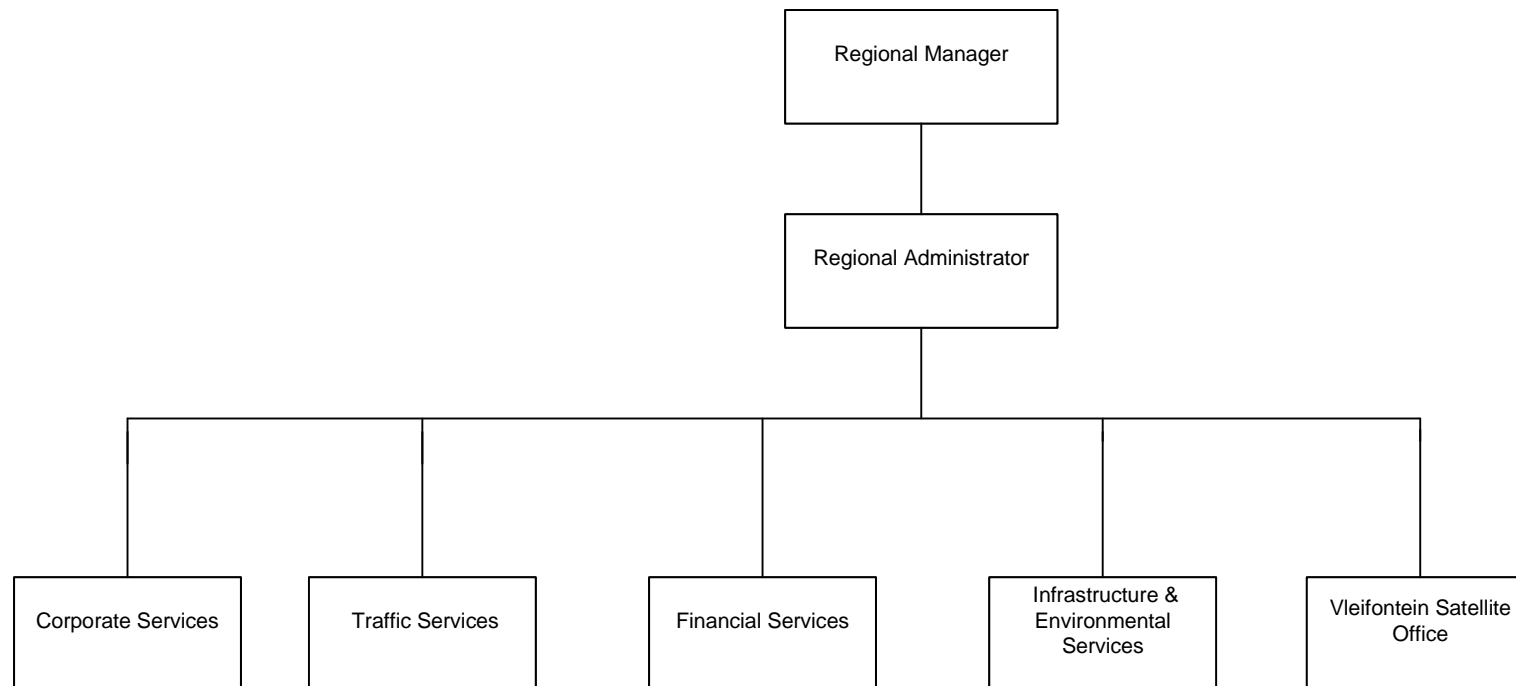 Regional Manager
Regional Administrator
Corporate Services
Traffic Services
Financial Services
Infrastructure &
Environmental
Services
Vleifontein Satellite
Office